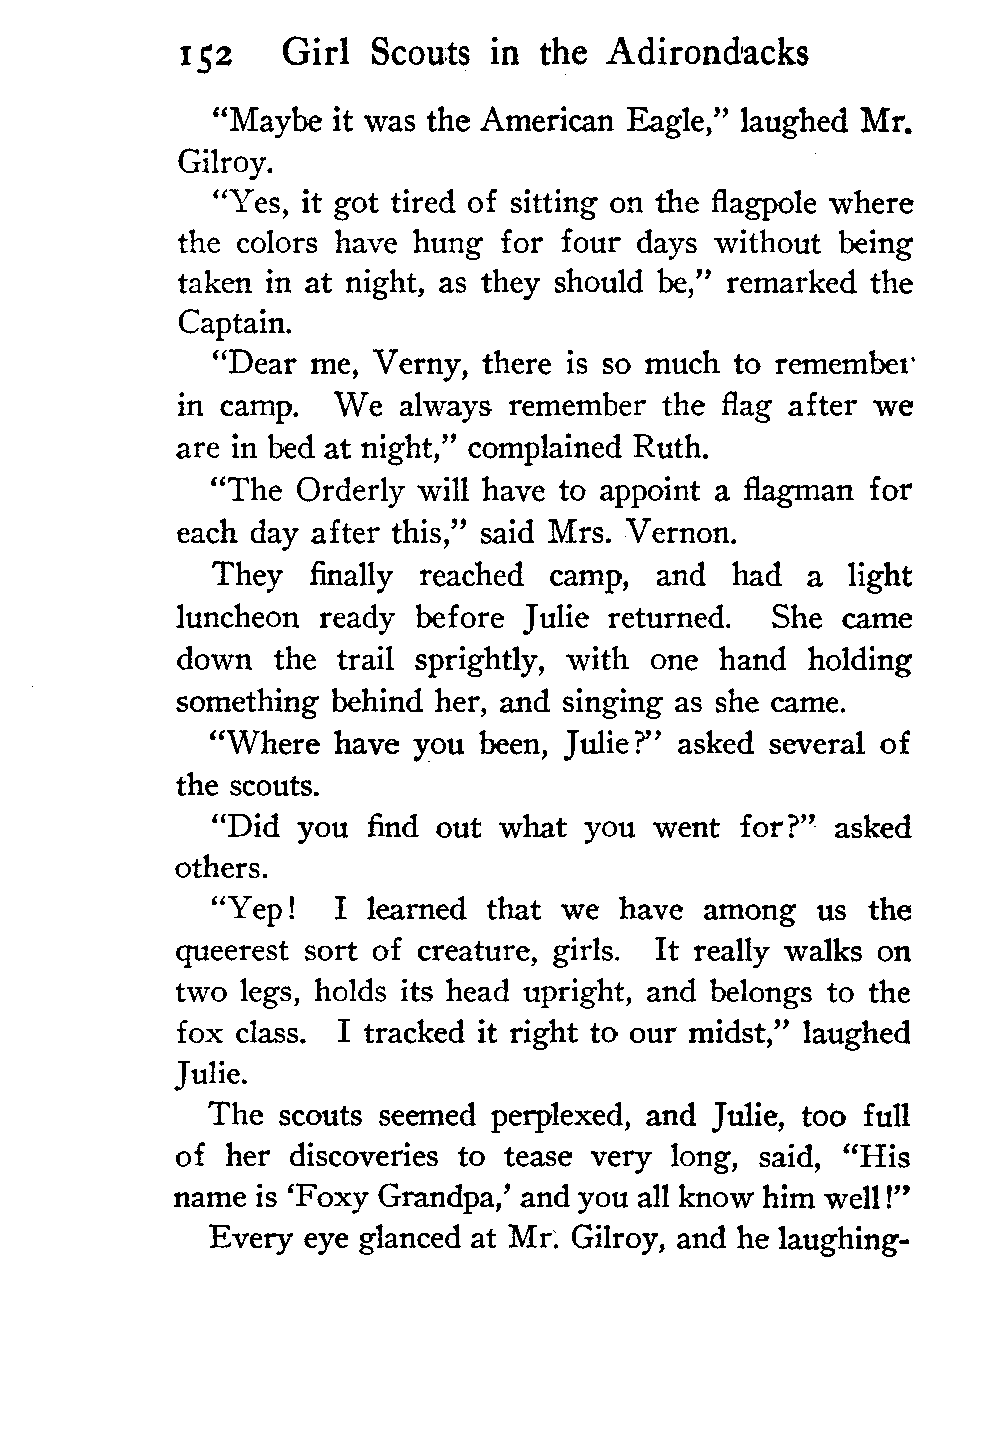 152 Girl Scouts in the Adirondacks
"Maybe it was the American Eagle," laughed Mr.
Gilroy.
"Yes, it got tired of sitting on the flagpole where
the colors have hung for four days without being
taken in at night, as they should be," remarked the
Captain.
"Dear me, Verny, there is so much to remember
in camp. We always remember the flag after we
are in bed at night," complained Ruth.
"The Orderly will have to appoint a flagman for
each day after this," said Mrs. Vernon.
They finally reached camp, and had a light
luncheon ready before Julie returned. She came
down the trail sprightly, with one hand holding
something behind her, and singing as she came.
"Where have you been, Julie?" asked several of
the scouts.
"Did you find out what you went for?" asked
others.
"Yep! I learned that we have among us the
queerest sort of creature, girls. It really walks on
two legs, holds its head upright, and belongs to the
fox class. I tracked it right to our midst," laughed
Julie.
The scouts seemed perplexed, and Julie, too full
of her discoveries to tease very long, said, "His
name is 'Foxy Grandpa,' and you all know him well!"
Every eye glanced at Mr. Gilroy, and he laughing-